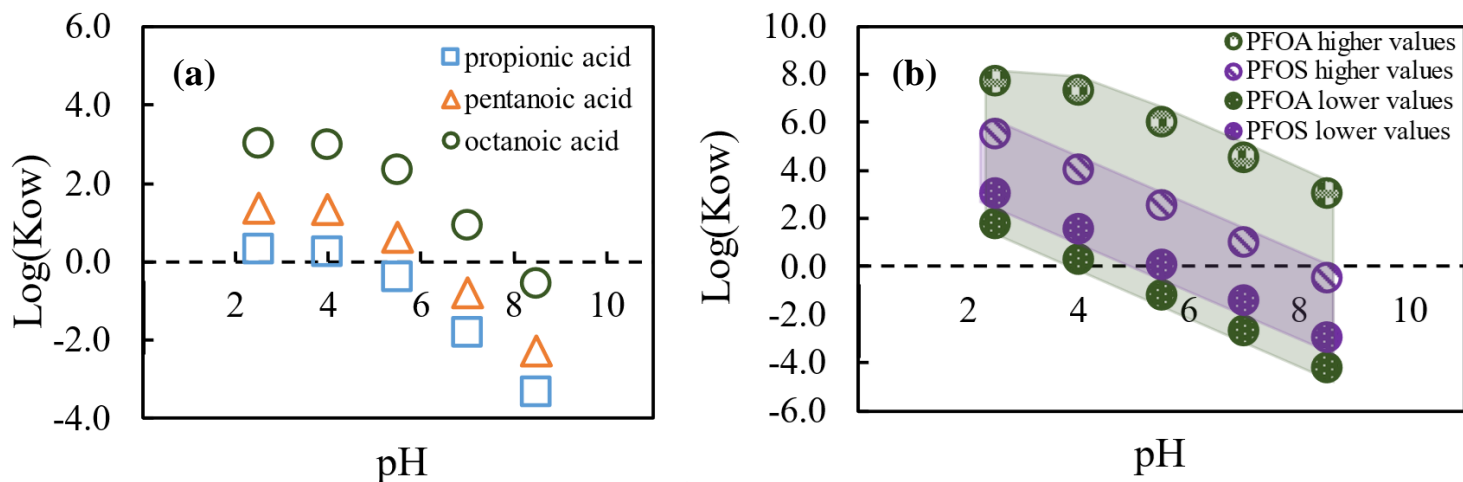 6.0
4.0
2.0
0.0
-2.0
-4.0
Log(Kow)
(a)
propionic acid
pentanoic acid
octanoic acid
2 4 6 8 10
pH
10.0
8.0
6.0
4.0
2.0
0.0
-2.0
-4.0
-6.0
Log(Kow)
(b)
PFOA higher values
PFOS higher values
PFOA lower values
PFOS lower values
2 4 6 8 10
pH